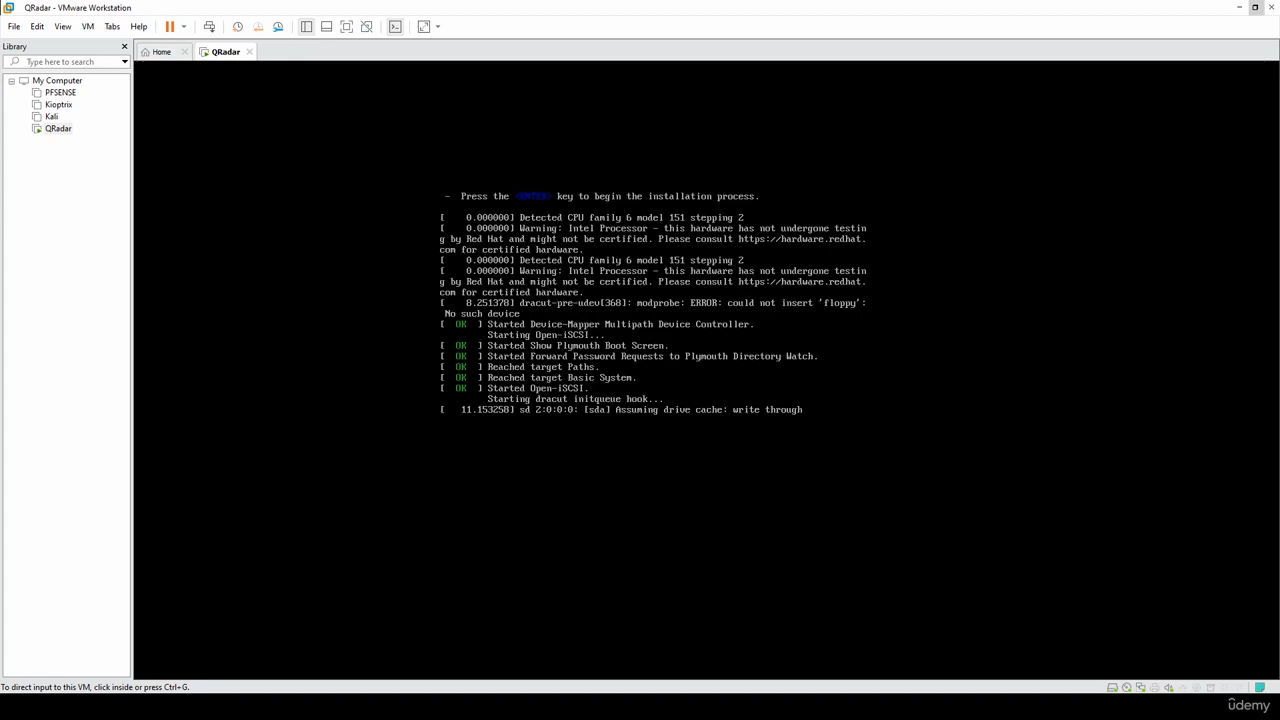 QRadar - VMware Workstation
File Edit View VM Tabs Help
Library
Type here to search
My Computer
PFSENSE
Kioptrix
Kali
QRadar
Home
QRadar
- Press the <ENTER> key to begin the installation process.
[    0.000000] Detected CPU family 6 model 151 stepping 2
[    0.000000] Warning: Intel Processor - this hardware has not undergone testin
g by Red Hat and might not be certified. Please consult https://hardware.redhat.
com for certified hardware.
[    0.000000] Detected CPU family 6 model 151 stepping 2
[    0.000000] Warning: Intel Processor - this hardware has not undergone testin
g by Red Hat and might not be certified. Please consult https://hardware.redhat.
com for certified hardware.
[    8.251378] dracut-pre-udev[368]: modprobe: ERROR: could not insert 'floppy':
No such device
[  OK  ] Started Device-Mapper Multipath Device Controller.
Starting Open-iSCSI...
[  OK  ] Started Show Plymouth Boot Screen.
[  OK  ] Started Forward Password Requests to Plymouth Directory Watch.
[  OK  ] Reached target Paths.
[  OK  ] Reached target Basic System.
[  OK  ] Started Open-iSCSI.
Starting dracut initqueue hook...
[   11.153258] sd 2:0:0:0: [sda] Assuming drive cache: write through
To direct input to this VM, click inside or press Ctrl+G.
ûdemy